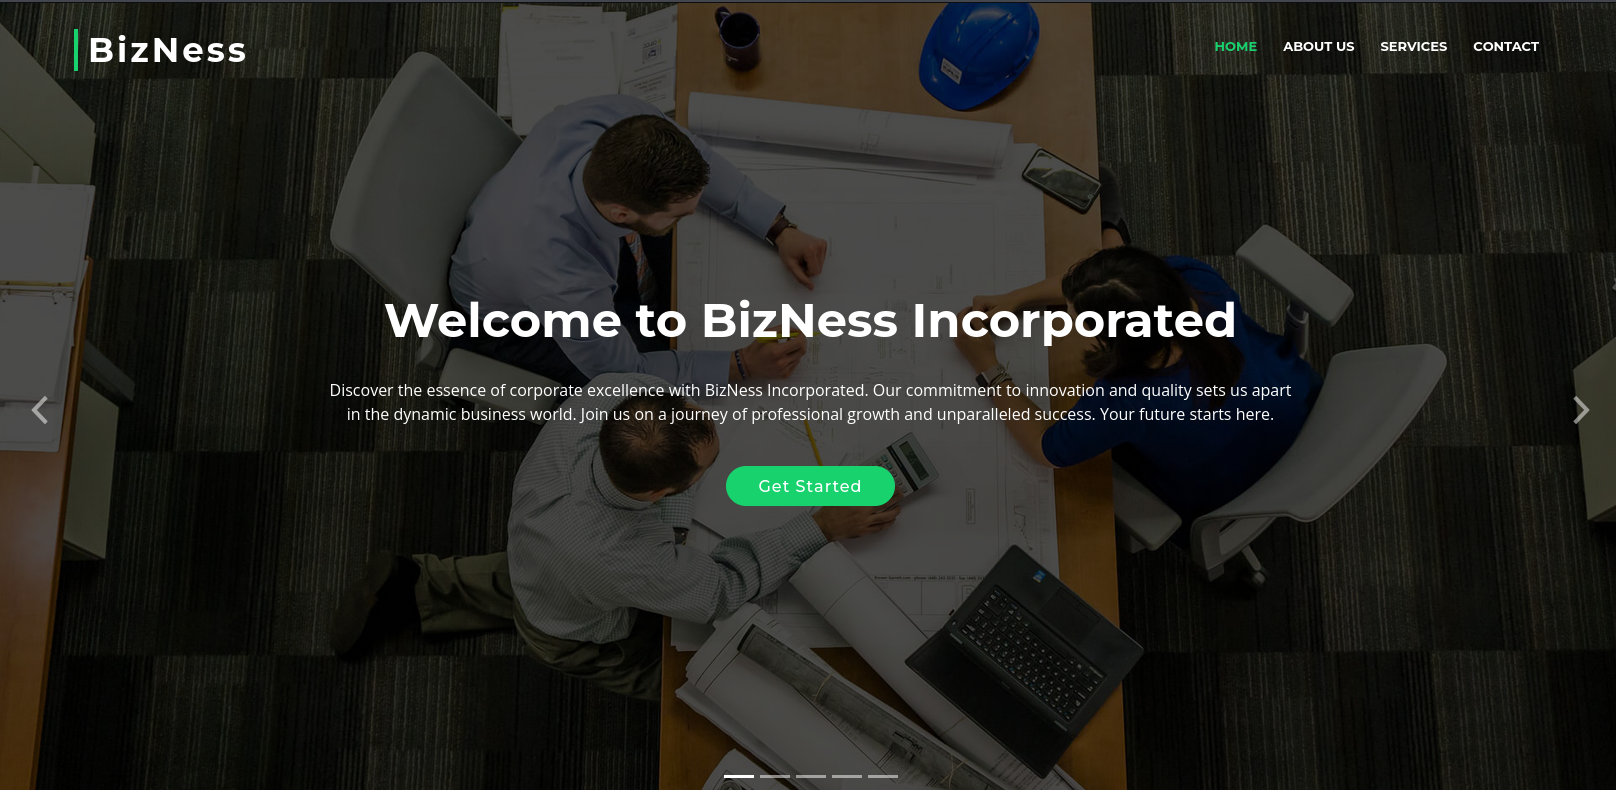 BizNess
HOME ABOUT US SERVICES CONTACT
Welcome to BizNess Incorporated
Discover the essence of corporate excellence with BizNess Incorporated. Our commitment to innovation and quality sets us apart
in the dynamic business world. Join us on a journey of professional growth and unparalleled success. Your future starts here.
Get Started